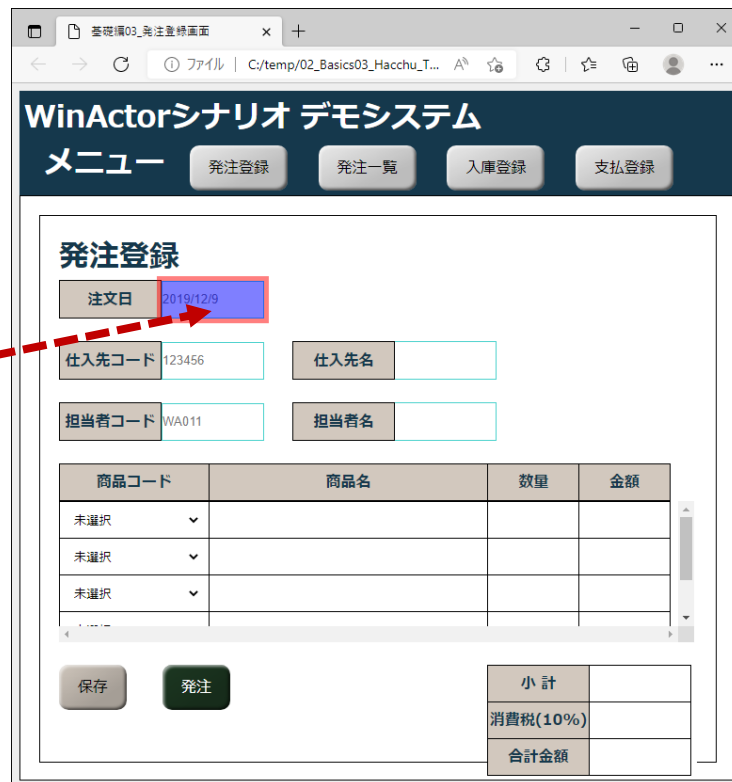 基礎編03_発注登録画面
ファイル | C:/temp/02_Basics03_Hacchu_T...
WinActorシナリオ デモシステム
メニュー 発注登録 発注一覧 入庫登録 支払登録
発注登録
注文日 2019/12/9
仕入先コード 123456 仕入先名
担当者コード WA011 担当者名
商品コード 商品名 数量 金額
未選択
未選択
未選択
保存 発注
小 計
消費税(10%)
合計金額